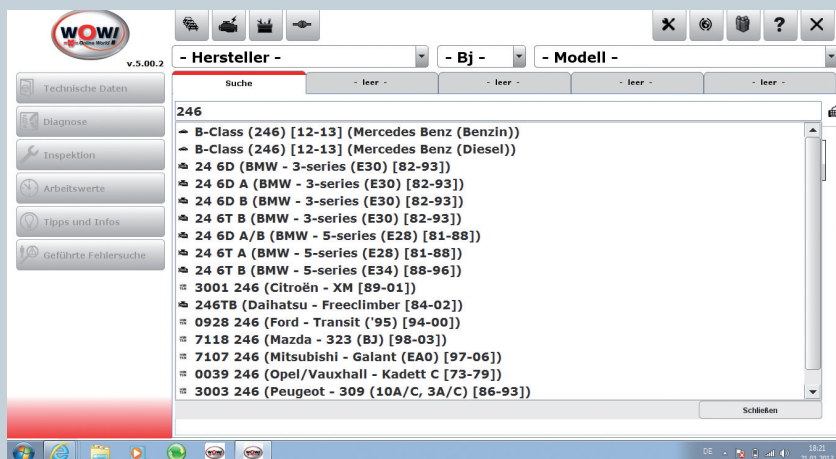 WOW!
Online World!
v.5.00.2
- Hersteller -
- Bj -
- Modell -
Technische Daten
Diagnose
Inspektion
Arbeitswerte
Tipps und Infos
Geführte Fehlersuche
Suche
- leer -
- leer -
- leer -
- leer -
246
B-Class (246) [12-13] (Mercedes Benz (Benzin))
B-Class (246) [12-13] (Mercedes Benz (Diesel))
24 6D (BMW - 3-series (E30) [82-93])
24 6D A (BMW - 3-series (E30) [82-93])
24 6D B (BMW - 3-series (E30) [82-93])
24 6T B (BMW - 3-series (E30) [82-93])
24 6D A/B (BMW - 5-series (E28) [81-88])
24 6T A (BMW - 5-series (E28) [81-88])
24 6T B (BMW - 5-series (E34) [88-96])
3001 246 (Citroën - XM [89-01])
246TB (Daihatsu - Freeclimber [84-02])
0928 246 (Ford - Transit ('95) [94-00])
7118 246 (Mazda - 323 (BJ) [98-03])
7107 246 (Mitsubishi - Galant (EA0) [97-06])
0039 246 (Opel/Vauxhall - Kadett C [73-79])
3003 246 (Peugeot - 309 (10A/C, 3A/C) [86-93])
Schließen
DE
18:21
21.01.2013